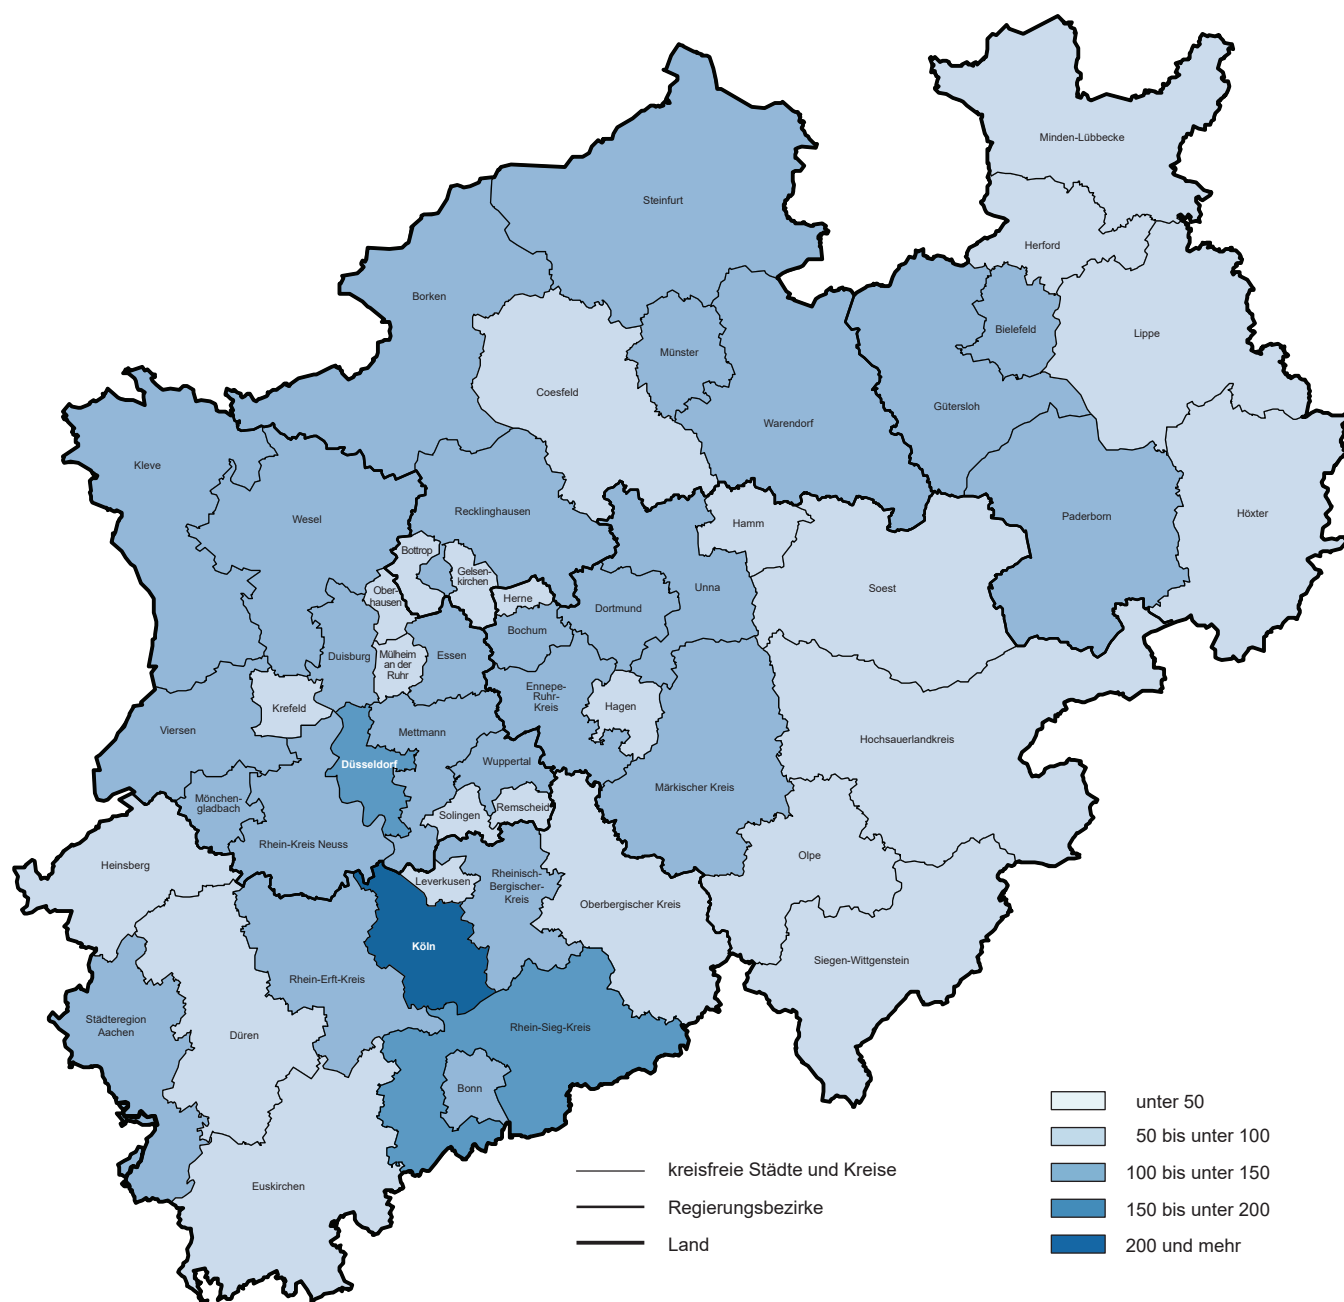 Minden-Lübbecke
Steinfurt
Herford
Borken
Bielefeld
Lippe
Münster
Coesfeld
Gütersloh
Warendorf
Kleve
Recklinghausen
Wesel
Paderborn
Höxter
Hamm
Bottrop
Gelsen-
kirchen
Ober-
hausen
Herne
Dortmund
Unna
Soest
Bochum
Duisburg
Mülheim
an der
Ruhr
Essen
Ennepe-
Ruhr-
Kreis
Hagen
Krefeld
Viersen
Mettmann
Hochsauerlandkreis
Düsseldorf
Wuppertal
Märkischer Kreis
Mönchen-
gladbach
Solingen
Remscheid
Rhein-Kreis Neuss
Heinsberg
Olpe
Leverkusen
Rheinisch-
Bergischer-
Kreis
Oberbergischer Kreis
Köln
Siegen-Wittgenstein
Rhein-Erft-Kreis
Städteregion
Aachen
Düren
Rhein-Sieg-Kreis
Bonn
Euskirchen
kreisfreie Städte und Kreise
Regierungsbezirke
Land
unter 50
50 bis unter 100
100 bis unter 150
150 bis unter 200
200 und mehr